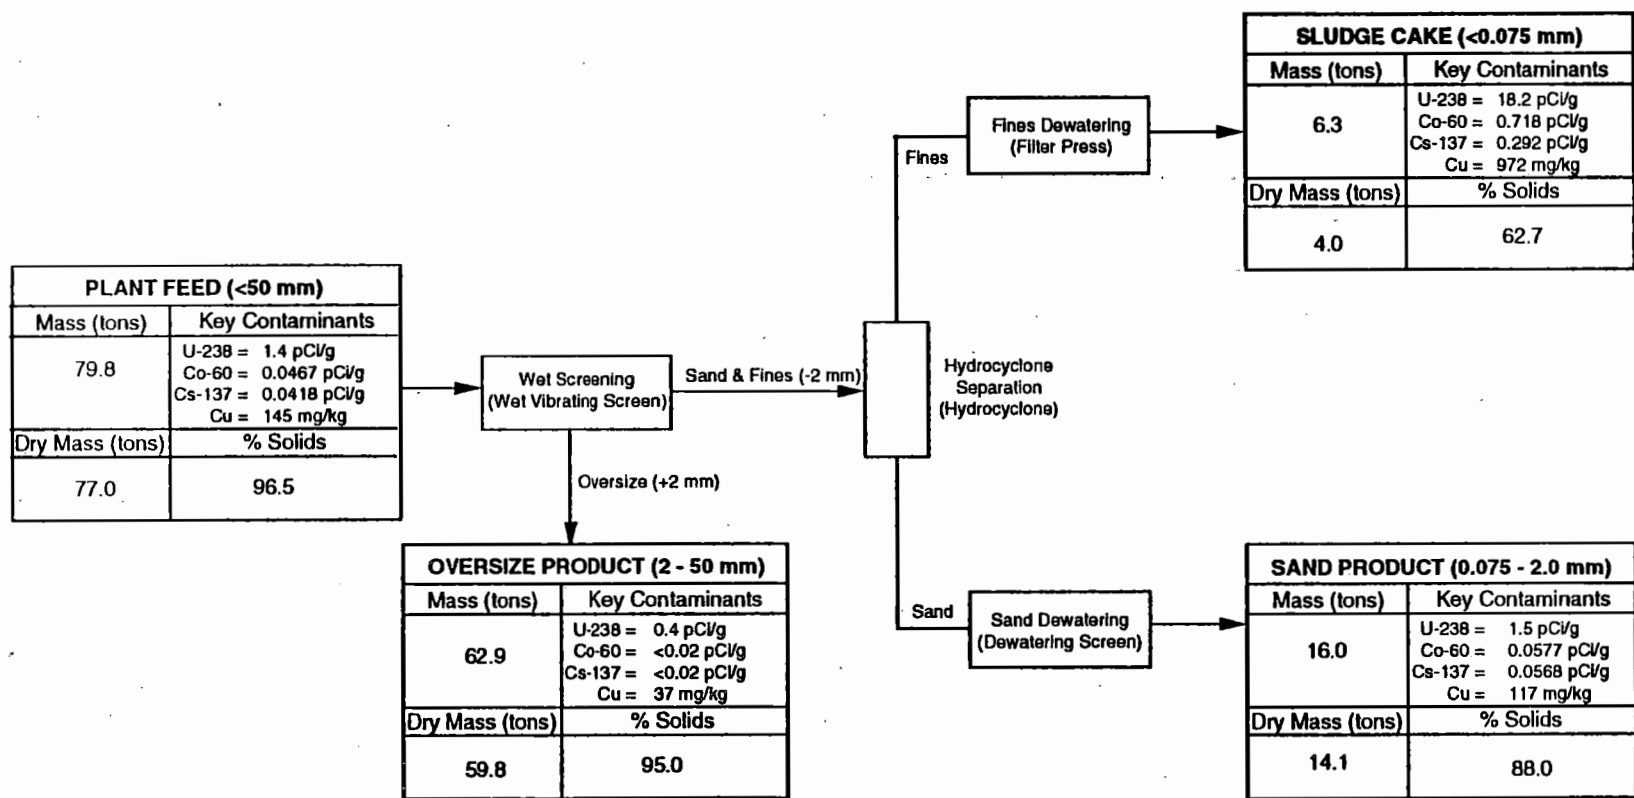 SLUDGE CAKE (<0.075 mm)
Mass (tons)
Key Contaminants
6.3
U-238 = 18.2 pCi/g
Co-60 = 0.718 pCi/g
Cs-137 = 0.292 pCi/g
Cu = 972 mg/kg
Dry Mass (tons)
% Solids
4.0
62.7
Fines Dewatering
(Filter Press)
Fines
PLANT FEED (<50 mm)
Mass (tons)
Key Contaminants
79.8
U-238 = 1.4 pCi/g
Co-60 = 0.0467 pCi/g
Cs-137 = 0.0418 pCi/g
Cu = 145 mg/kg
Dry Mass (tons)
% Solids
77.0
96.5
Wet Screening
(Wet Vibrating Screen)
Sand & Fines (-2 mm)
Hydrocyclone
Separation
(Hydrocyclone)
Oversize (+2 mm)
OVERSIZE PRODUCT (2 - 50 mm)
Mass (tons)
Key Contaminants
62.9
U-238 = 0.4 pCi/g
Co-60 = <0.02 pCi/g
Cs-137 = <0.02 pCi/g
Cu = 37 mg/kg
Dry Mass (tons)
% Solids
59.8
95.0
Sand
Sand Dewatering
(Dewatering Screen)
SAND PRODUCT (0.075 - 2.0 mm)
Mass (tons)
Key Contaminants
16.0
U-238 = 1.5 pCi/g
Co-60 = 0.0577 pCi/g
Cs-137 = 0.0568 pCi/g
Cu = 117 mg/kg
Dry Mass (tons)
% Solids
14.1
88.0